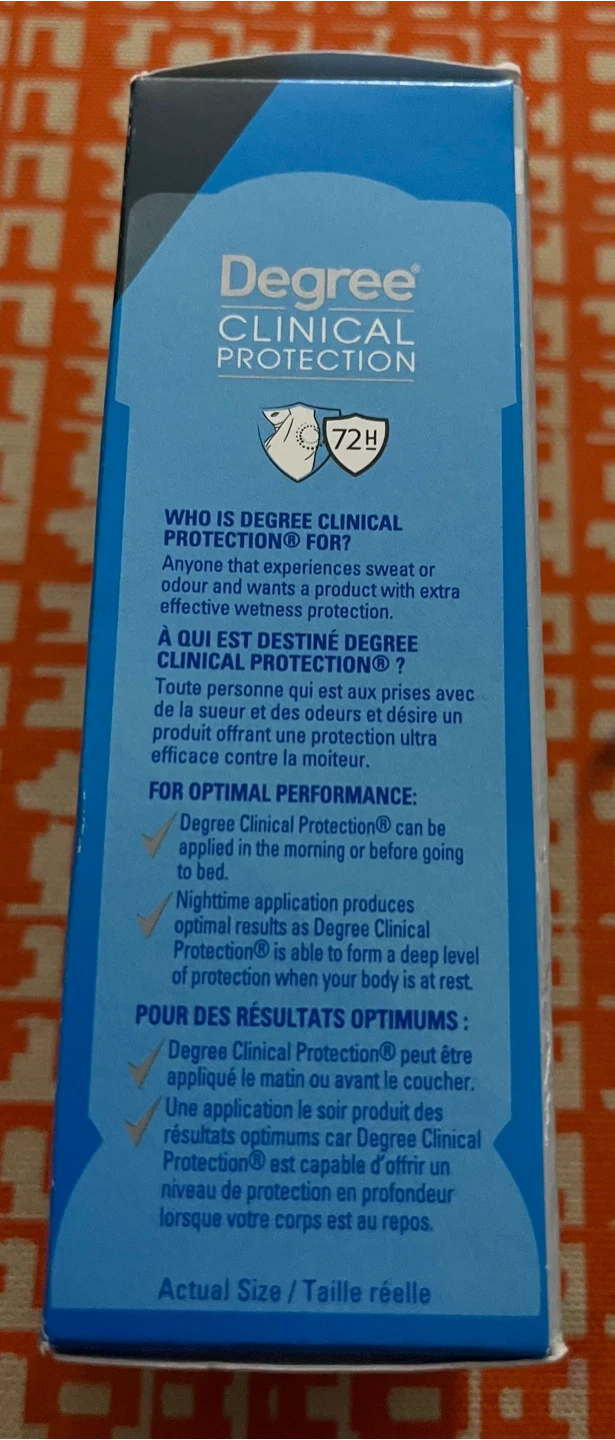 Degree®
CLINICAL
PROTECTION
72H
WHO IS DEGREE CLINICAL
PROTECTION® FOR?
Anyone that experiences sweat or
odour and wants a product with extra
effective wetness protection.
À QUI EST DESTINÉ DEGREE
CLINICAL PROTECTION® ?
Toute personne qui est aux prises avec
de la sueur et des odeurs et désire un
produit offrant une protection ultra
efficace contre la moiteur.
FOR OPTIMAL PERFORMANCE:
Degree Clinical Protection® can be
applied in the morning or before going
to bed.
Nighttime application produces
optimal results as Degree Clinical
Protection® is able to form a deep level
of protection when your body is at rest.
POUR DES RÉSULTATS OPTIMUMS :
Degree Clinical Protection® peut être
appliqué le matin ou avant le coucher.
Une application le soir produit des
résultats optimums car Degree Clinical
Protection® est capable d'offrir un
niveau de protection en profondeur
lorsque votre corps est au repos.
Actual Size / Taille réelle